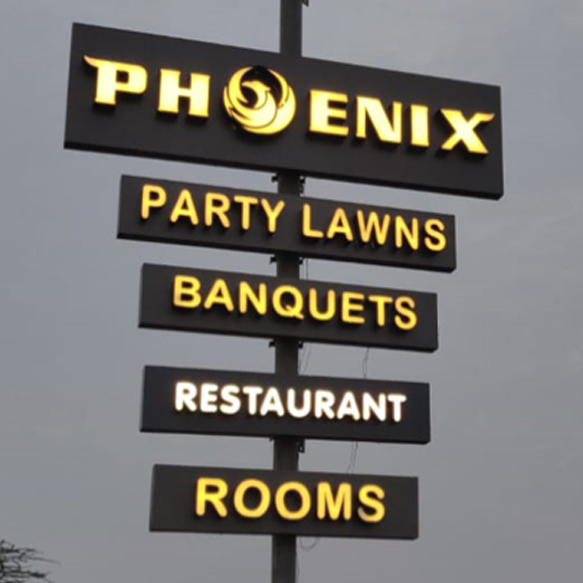 PHOENIX
PARTY LAWNS
BANQUETS
RESTAURANT
ROOMS